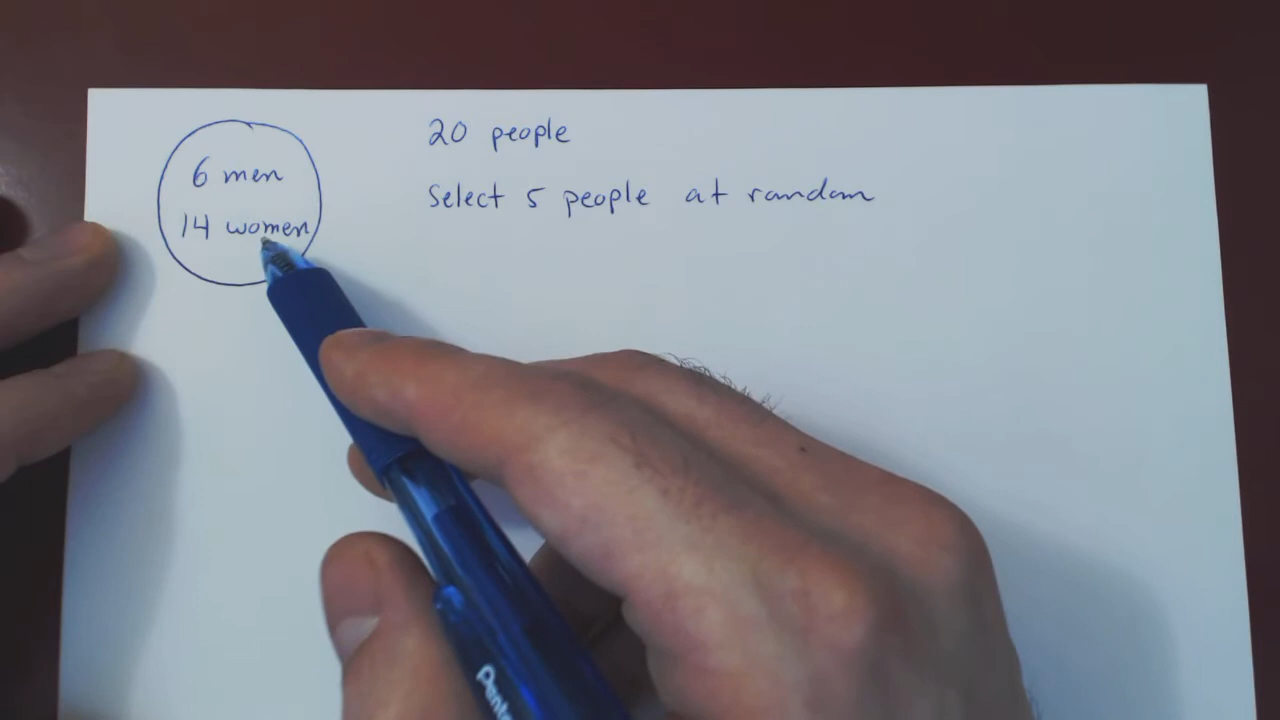 6 men
14 women
20 people
Select 5 people at random